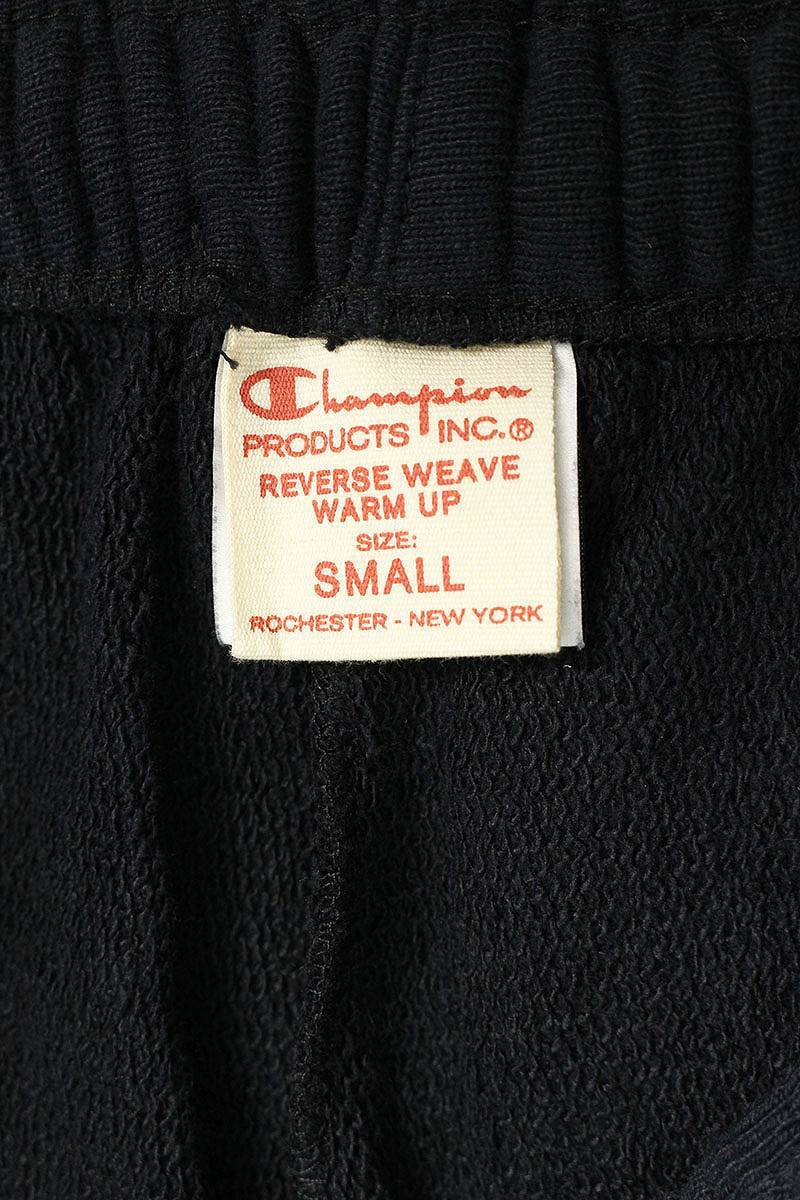 Champion
PRODUCTS INC.®
REVERSE WEAVE
WARM UP
SIZE:
SMALL
ROCHESTER - NEW YORK